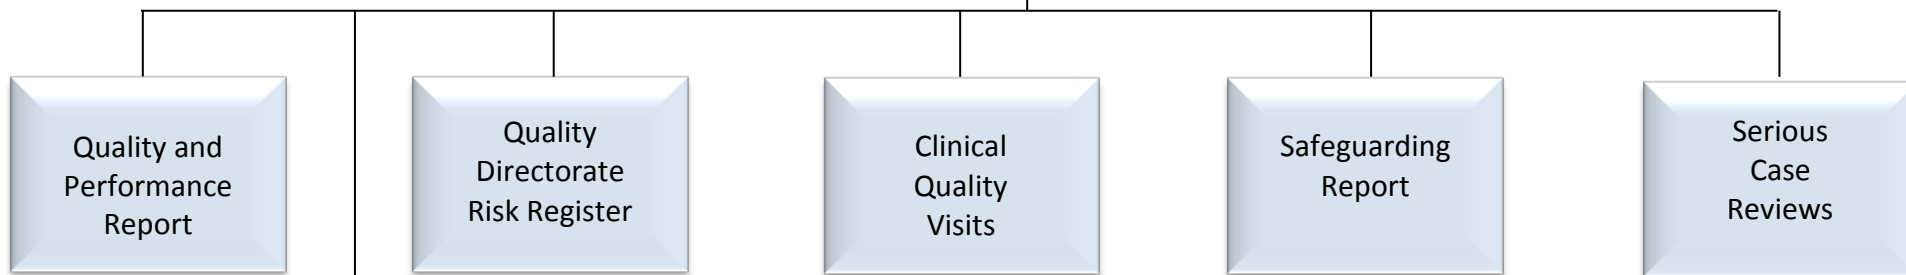 Quality and
Performance
Report
Quality
Directorate
Risk Register
Clinical
Quality
Visits
Safeguarding
Report
Serious
Case
Reviews